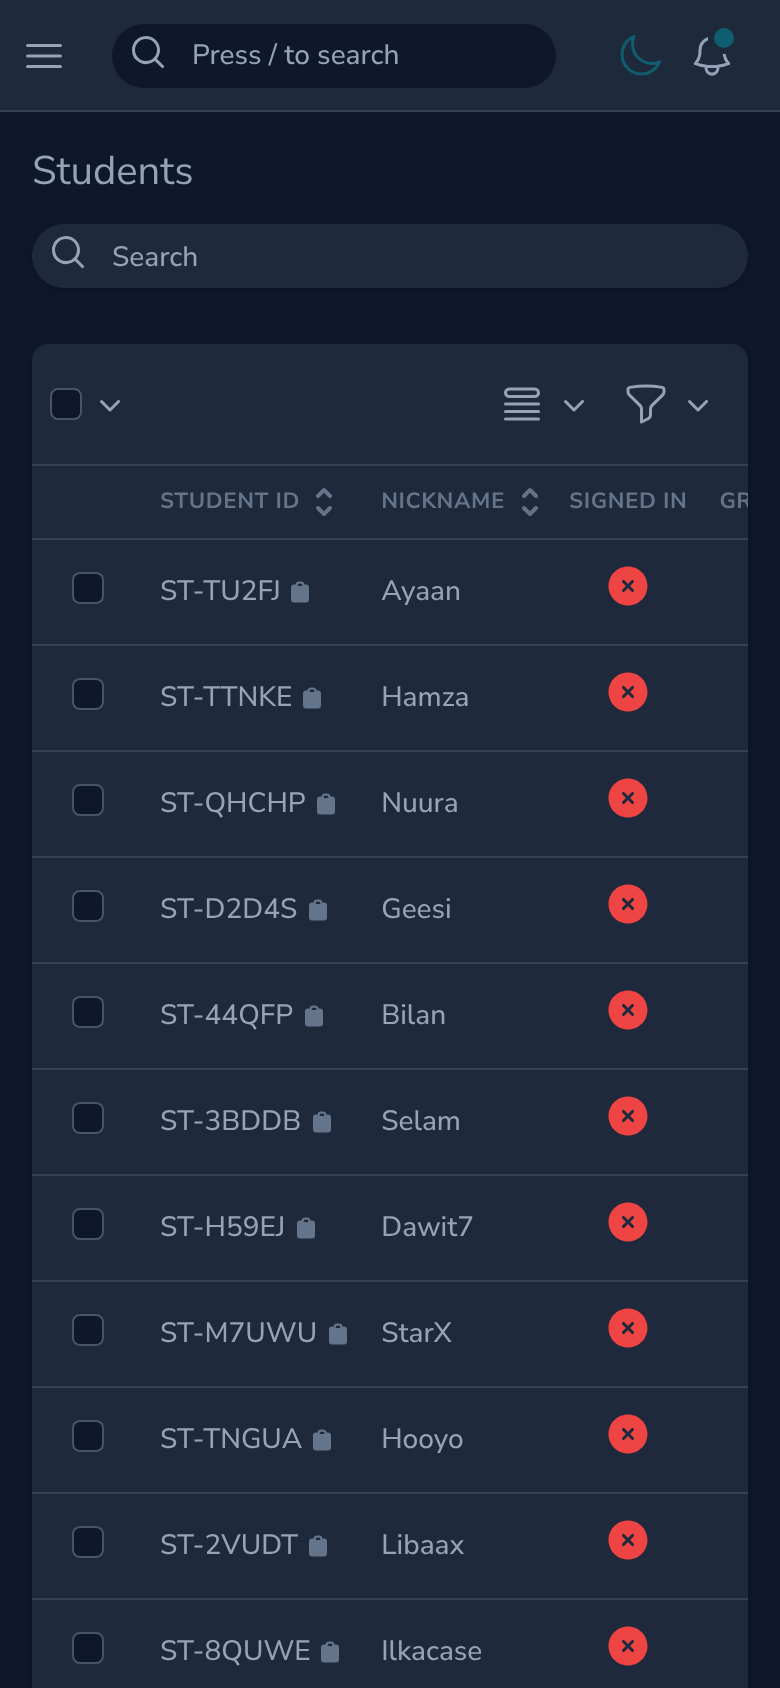 Press / to search
Students
Search
STUDENT ID NICKNAME SIGNED IN GR
ST-TU2FJ Ayaan
ST-TTNKE Hamza
ST-QHCHP Nuura
ST-D2D4S Geesi
ST-44QFP Bilan
ST-3BDDB Selam
ST-H59EJ Dawit7
ST-M7UWU StarX
ST-TNGUA Hooyo
ST-2VUDT Libaax
ST-8QUWE Ilkacase